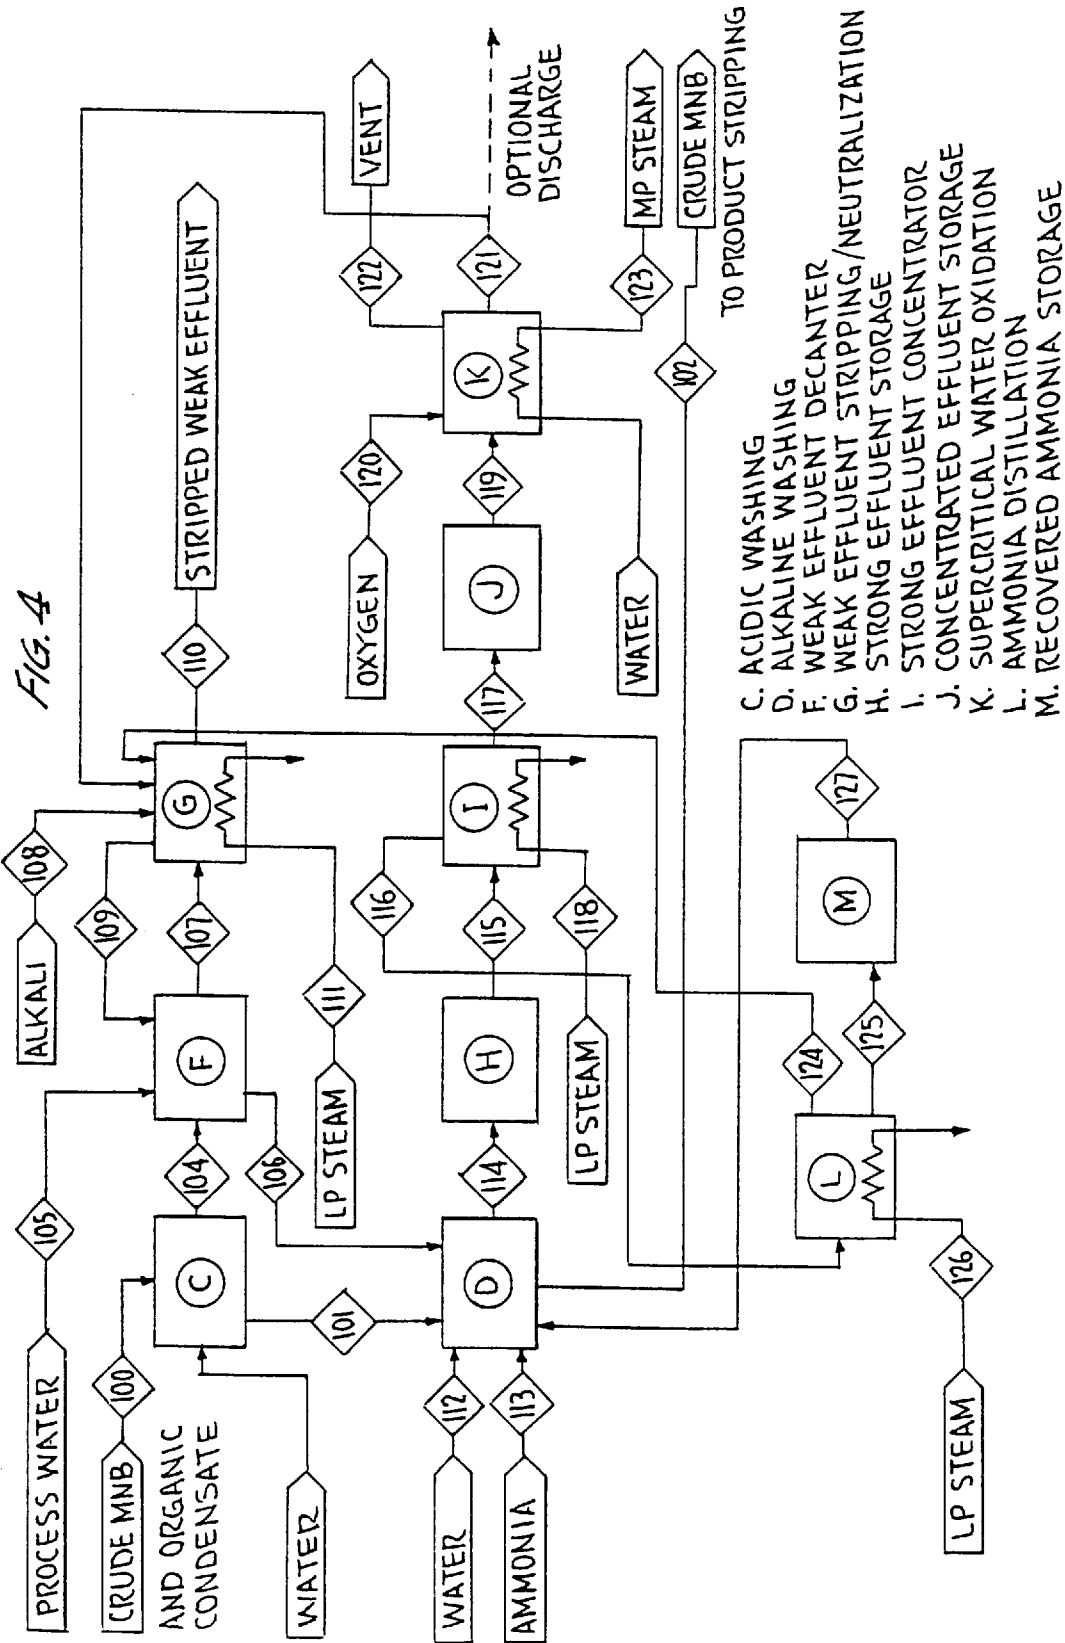 FIG. 4
PROCESS WATER
105
CRUDE MNB
AND ORGANIC
CONDENSATE
100
WATER
C
101
104
ALKALI
108
109
F
106
107
G
110
STRIPPED WEAK EFFLUENT
LP STEAM
111
WATER
112
AMMONIA
113
D
114
H
115
116
LP STEAM
118
I
117
J
119
OXYGEN
120
K
WATER
121
122
VENT
OPTIONAL
DISCHARGE
123
MP STEAM
102
CRUDE MNB
TO PRODUCT STRIPPING
LP STEAM
126
L
124
125
M
127
C. ACIDIC WASHING
D. ALKALINE WASHING
F. WEAK EFFLUENT DECANTER
G. WEAK EFFLUENT STRIPPING/NEUTRALIZATION
H. STRONG EFFLUENT STORAGE
I. STRONG EFFLUENT CONCENTRATOR
J. CONCENTRATED EFFLUENT STORAGE
K. SUPERCRITICAL WATER OXIDATION
L. AMMONIA DISTILLATION
M. RECOVERED AMMONIA STORAGE